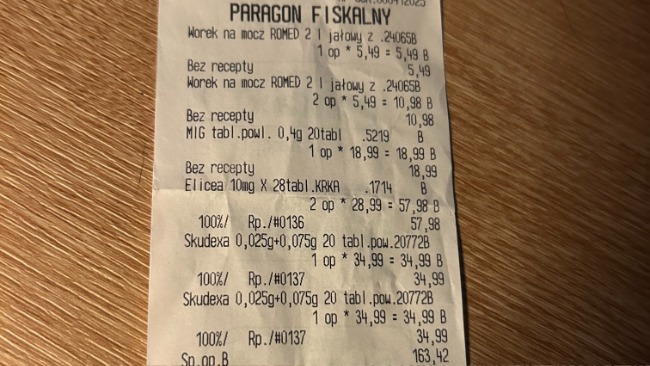 PARAGON FISKALNY
Worek na mocz ROMED 2 l jałowy z .24065B
1 op * 5,49 = 5,49 B
Bez recepty 5,49
Worek na mocz ROMED 2 l jałowy z .24065B
2 op * 5,49 = 10,98 B
Bez recepty 10,98
MIG tabl.powl. 0,4g 20tabl .5219 B
1 op * 18,99 = 18,99 B
Bez recepty 18,99
Elicea 10mg X 28tabl.KRKA .1714 B
2 op * 28,99 = 57,98 B
100%/ Rp./#0136 57,98
Skudexa 0,025g+0,075g 20 tabl.pow.20772B
1 op * 34,99 = 34,99 B
100%/ Rp./#0137 34,99
Skudexa 0,025g+0,075g 20 tabl.pow.20772B
1 op * 34,99 = 34,99 B
100%/ Rp./#0137 34,99
Sp.op.B 163,42